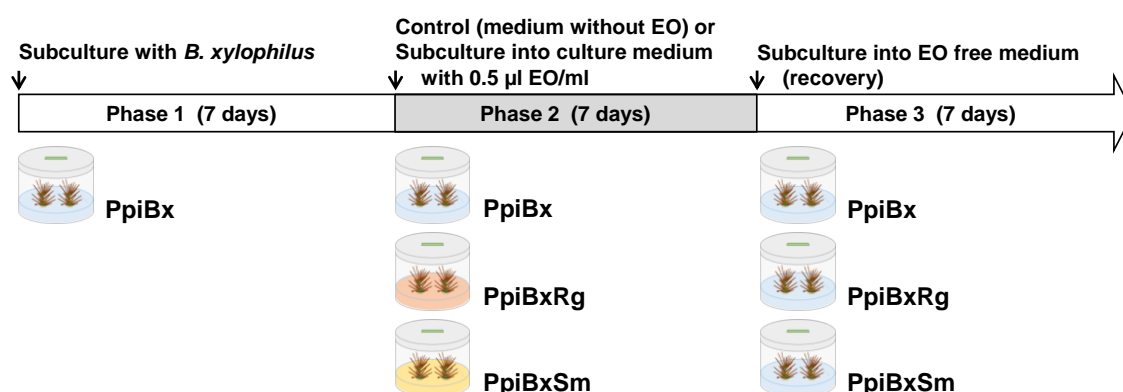 Subculture with B. xylophilus
Control (medium without EO) or
Subculture into culture medium
with 0.5 µl EO/ml
Subculture into EO free medium
(recovery)
Phase 1 (7 days)
Phase 2 (7 days)
Phase 3 (7 days)
PpiBx
PpiBx
PpiBx
PpiBxRg
PpiBxRg
PpiBxSm
PpiBxSm